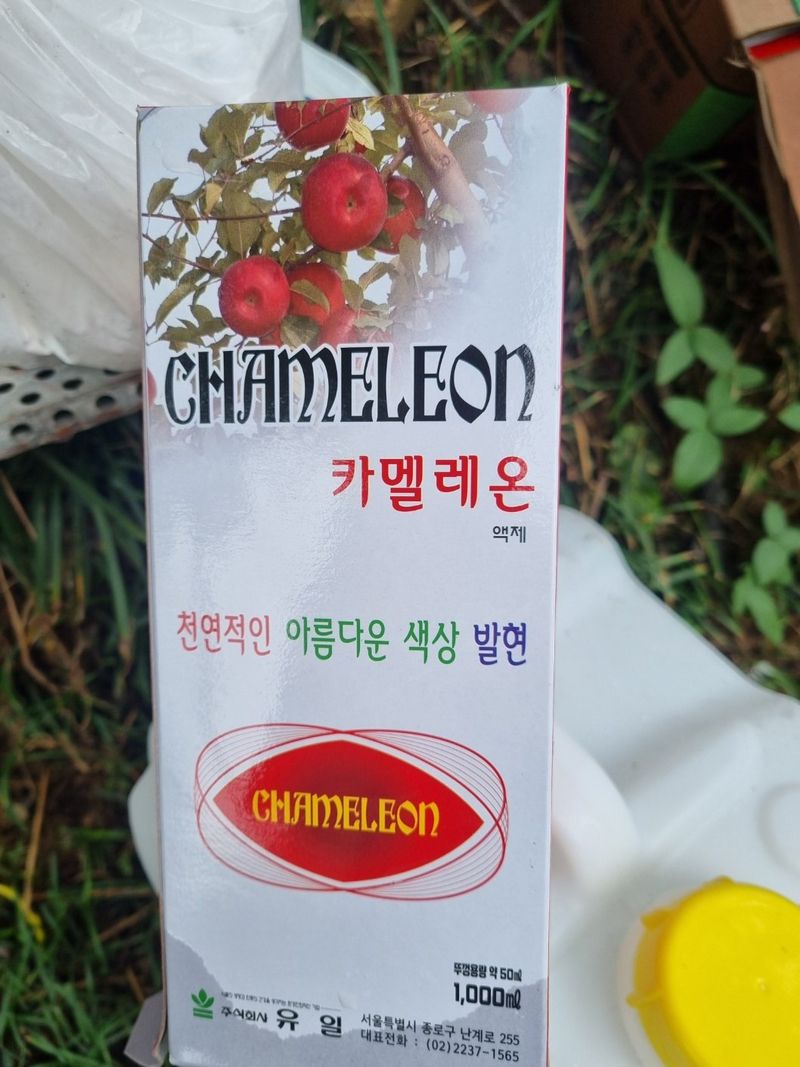 CHAMELEON
카멜레온
액제
천연적인 아름다운 색상 발현
CHAMELEON
뚜껑용량 약 50㎖
1,000㎖
주식회사 유 일
서울특별시 종로구 난계로 255
대표전화 : (02)2237-1565